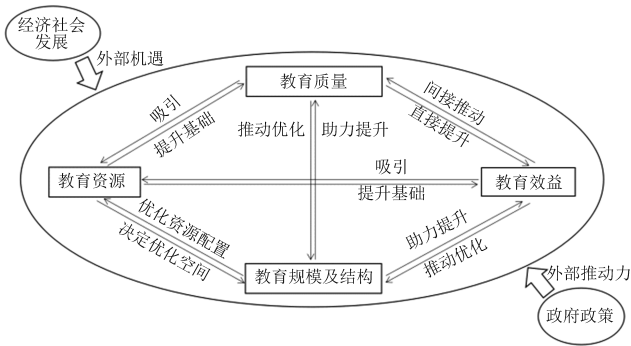 经济社会
发展
外部机遇
教育质量
吸引
提升基础
间接推动
直接提升
推动优化
助力提升
教育资源
吸引
提升基础
教育效益
优化资源配置
决定优化空间
助力提升
推动优化
教育规模及结构
外部推动力
政府政策